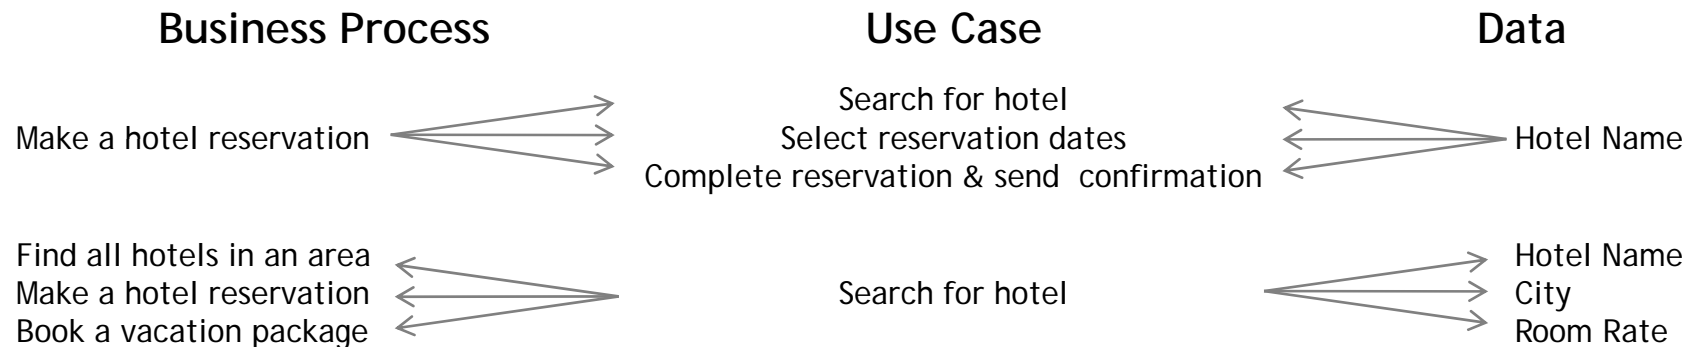 Business Process Use Case Data
Search for hotel
Make a hotel reservation Select reservation dates Hotel Name
Complete reservation & send confirmation
Find all hotels in an area Hotel Name
Make a hotel reservation Search for hotel City
Book a vacation package Room Rate